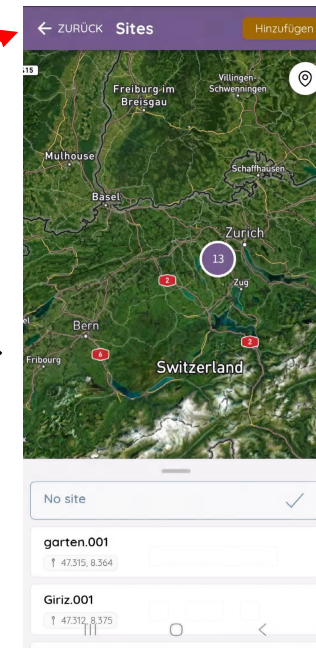 ZURÜCK Sites Hinzufügen
415
Villingen-
Schwenningen
Freiburg im
Breisgau
Mulhouse
Schaffhausen
Basel
Zurich
13
2
Zug
Bern
6
2
Fribourg
Switzerland
No site
garten.001
47.315, 8.364
Giriz.001
47.312, 8.375